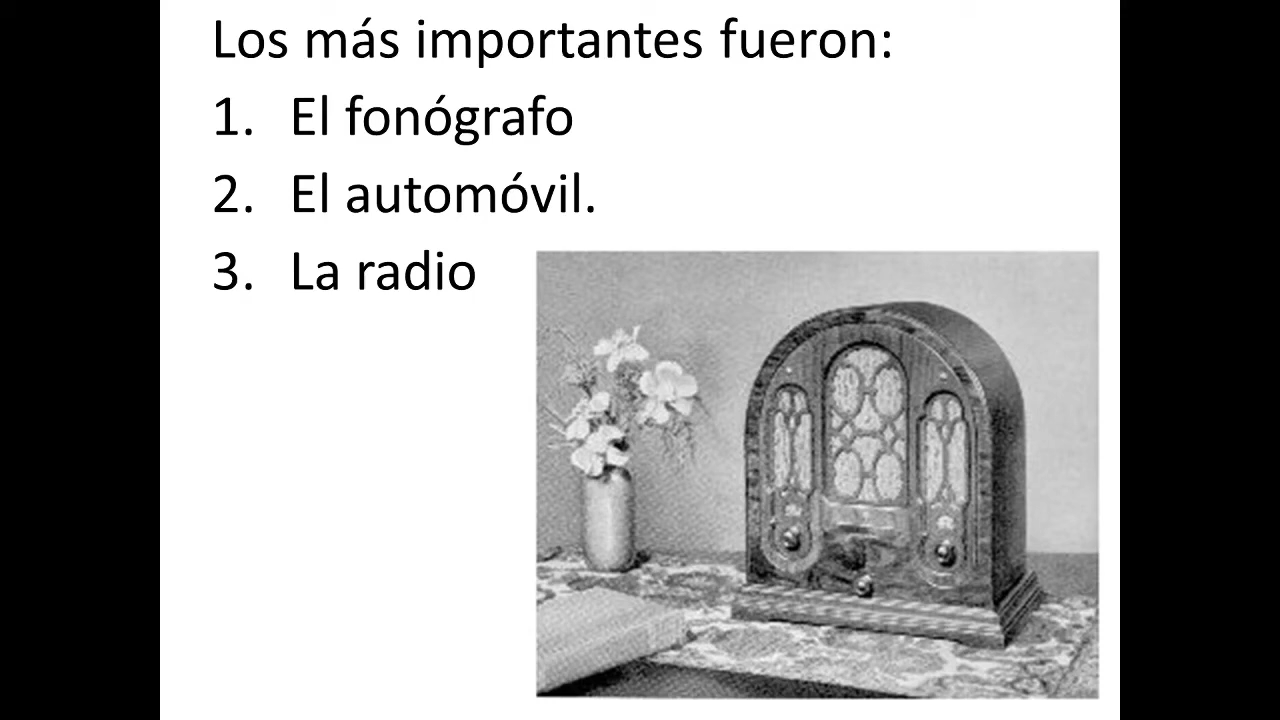 Los más importantes fueron:
1. El fonógrafo
2. El automóvil.
3. La radio